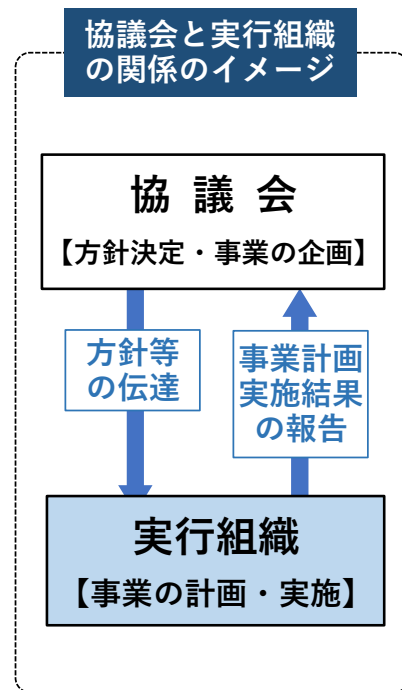 協議会と実行組織
の関係のイメージ
協議会
【方針決定・事業の企画】
方針等
の伝達
事業計画
実施結果
の報告
実行組織
【事業の計画・実施】